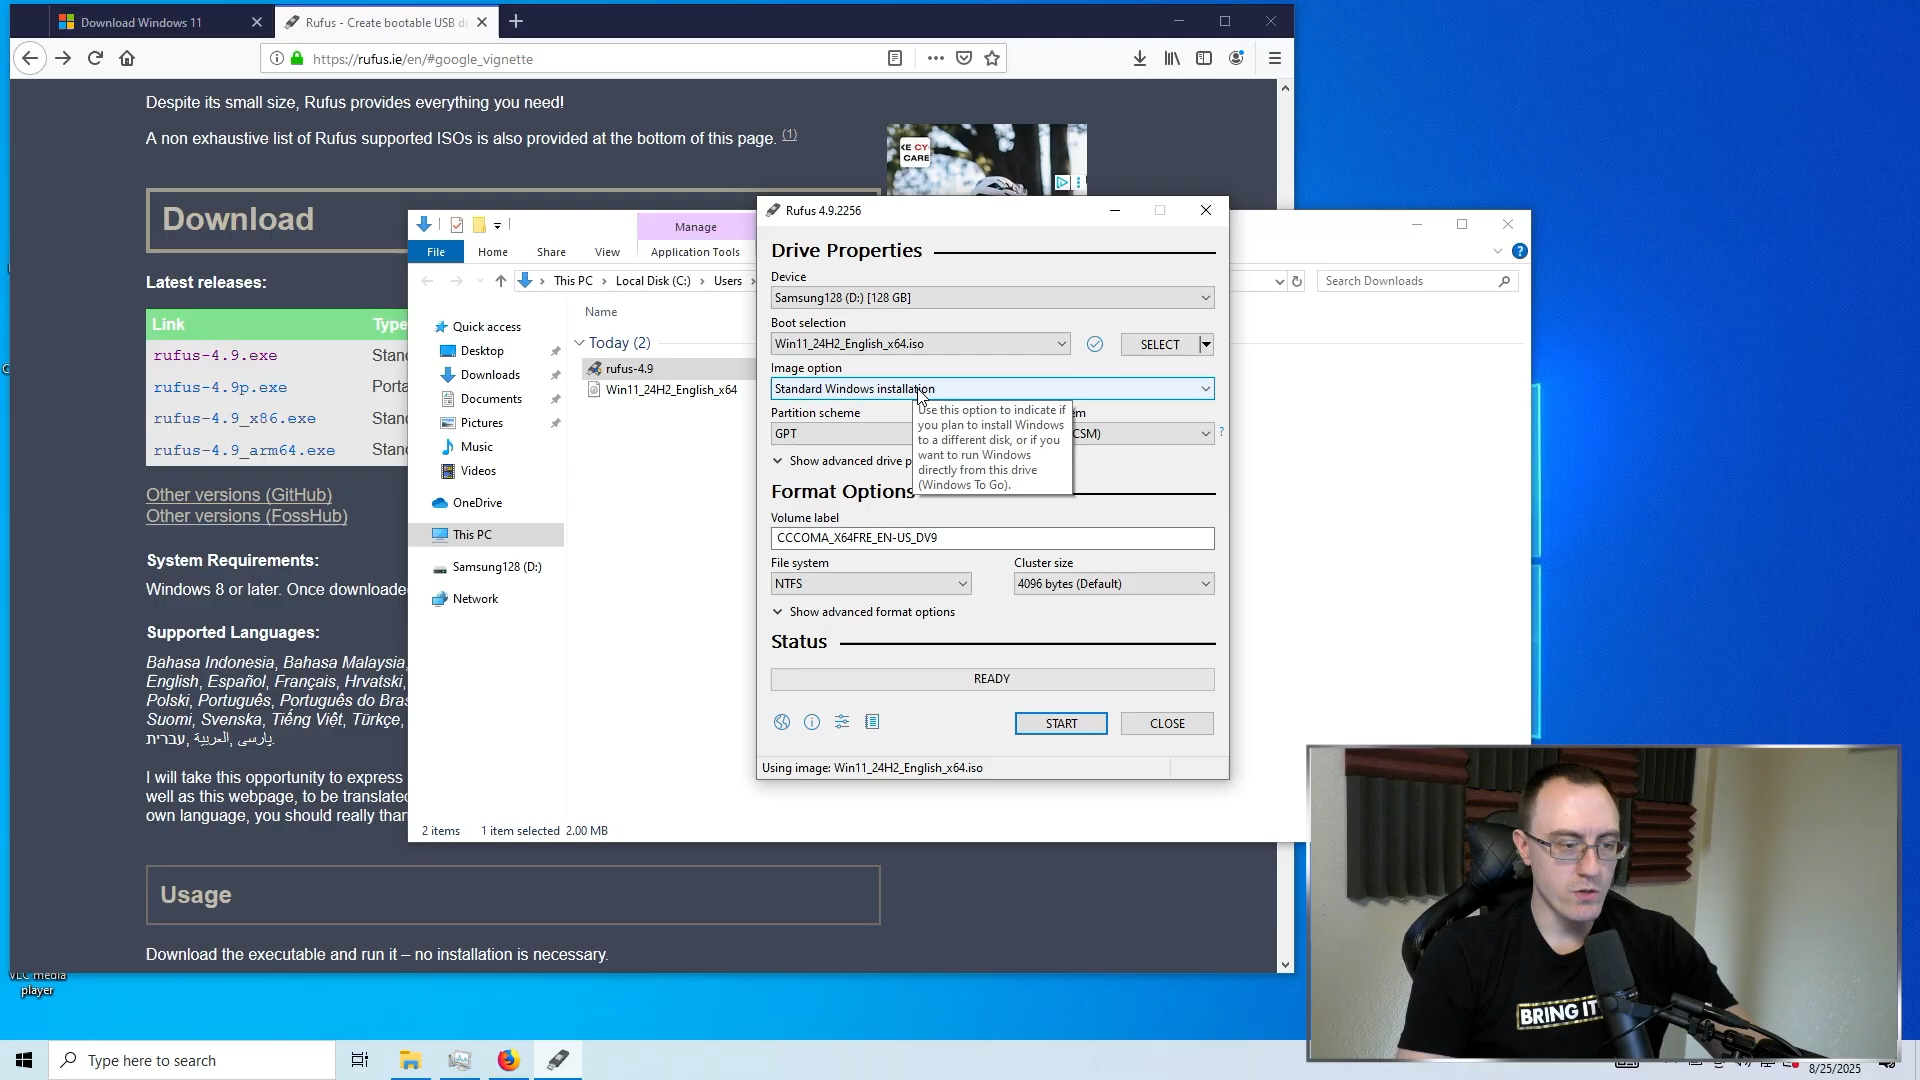 Download Windows 11
Rufus - Create bootable USB d
https://rufus.ie/en/#google_vignette
Despite its small size, Rufus provides everything you need!
A non exhaustive list of Rufus supported ISOs is also provided at the bottom of this page. (1)
CARE
Download
Latest releases:
Link
Type
rufus-4.9.exe
Stand
rufus-4.9p.exe
Porta
rufus-4.9_x86.exe
Stand
rufus-4.9_arm64.exe
Stand
Other versions (GitHub)
Other versions (FossHub)
System Requirements:
Windows 8 or later. Once downloade
Supported Languages:
Bahasa Indonesia, Bahasa Malaysia,
English, Español, Français, Hrvatski,
Polski, Português, Português do Bras
Suomi, Svenska, Tiếng Việt, Türkçe,
پارسی, العربية, עברית.
I will take this opportunity to express
well as this webpage, to be translated
own language, you should really than
Usage
Download the executable and run it – no installation is necessary.
Manage
File
Home
Share
View
Application Tools
This PC
Local Disk (C:)
Users
Search Downloads
Quick access
Desktop
Downloads
Documents
Pictures
Music
Videos
OneDrive
This PC
Samsung128 (D:)
Network
Name
Today (2)
rufus-4.9
Win11_24H2_English_x64
2 items
1 item selected 2.00 MB
Rufus 4.9.2256
Drive Properties
Device
Samsung128 (D:) [128 GB]
Boot selection
Win11_24H2_English_x64.iso
SELECT
Image option
Standard Windows installation
Partition scheme
em
GPT
CSM)
?
Use this option to indicate if
you plan to install Windows
to a different disk, or if you
want to run Windows
directly from this drive
(Windows To Go).
Show advanced drive p
Format Options
Volume label
CCCOMA_X64FRE_EN-US_DV9
File system
Cluster size
NTFS
4096 bytes (Default)
Show advanced format options
Status
READY
START
CLOSE
Using image: Win11_24H2_English_x64.iso
BRING IT
player
Type here to search
8/25/2025